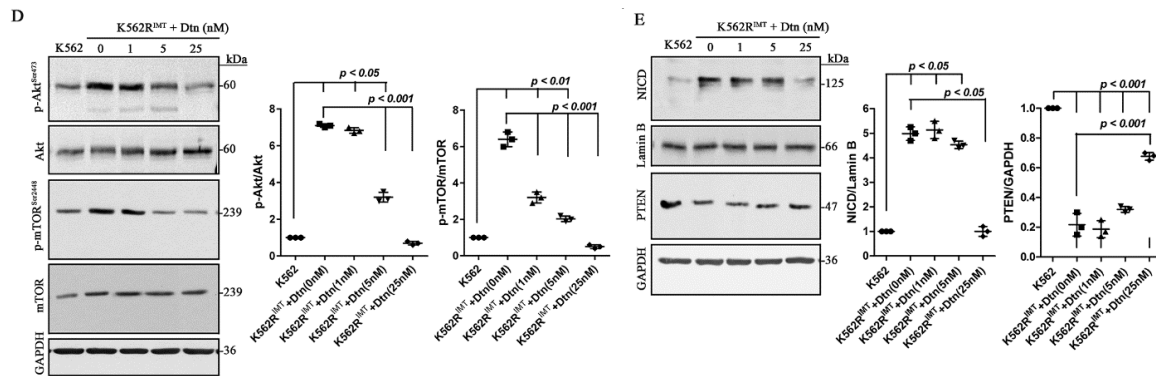 D
K562R^IMT + Dtn (nM)
K562 0 1 5 25
kDa
p-Akt^Ser473
60
Akt
60
p-mTOR^Ser2448
239
mTOR
239
GAPDH
36
p < 0.05
p < 0.001
p-Akt/Akt
8
6
4
2
0
K562
K562R^IMT +Dtn(0nM)
K562R^IMT +Dtn(1nM)
K562R^IMT +Dtn(5nM)
K562R^IMT +Dtn(25nM)
p < 0.01
p < 0.001
p-mTOR/mTOR
8
6
4
2
0
K562
K562R^IMT +Dtn(0nM)
K562R^IMT +Dtn(1nM)
K562R^IMT +Dtn(5nM)
K562R^IMT +Dtn(25nM)
E
K562R^IMT + Dtn (nM)
K562 0 1 5 25
kDa
NICD
125
Lamin B
66
PTEN
47
GAPDH
36
p < 0.05
p < 0.05
NICD/Lamin B
6
5
4
3
2
1
0
K562
K562R^IMT +Dtn(0nM)
K562R^IMT +Dtn(1nM)
K562R^IMT +Dtn(5nM)
K562R^IMT +Dtn(25nM)
p < 0.001
PTEN/GAPDH
1.0
0.8
0.6
0.4
0.2
0.0
K562
K562R^IMT +Dtn(0nM)
K562R^IMT +Dtn(1nM)
K562R^IMT +Dtn(5nM)
K562R^IMT +Dtn(25nM)